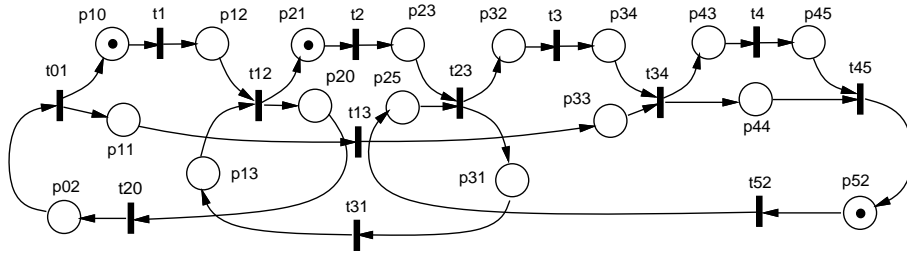 p10 t1 p12 p21 t2 p23 p32 t3 p34 p43 t4 p45
t01 t12 p20 p25 t23 t34 t45
p33
t13
p11 p44
p13 p31
p02 t20 t52 p52
t31